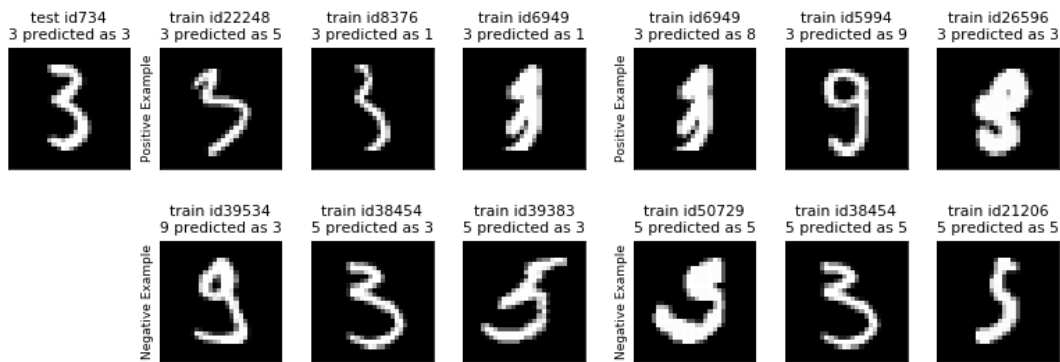 test id734
3 predicted as 3
train id22248
3 predicted as 5
train id8376
3 predicted as 1
train id6949
3 predicted as 1
train id6949
3 predicted as 8
train id5994
3 predicted as 9
train id26596
3 predicted as 3
Positive Example
Positive Example
train id39534
9 predicted as 3
train id38454
5 predicted as 3
train id39383
5 predicted as 3
train id50729
5 predicted as 5
train id38454
5 predicted as 5
train id21206
5 predicted as 5
Negative Example
Negative Example